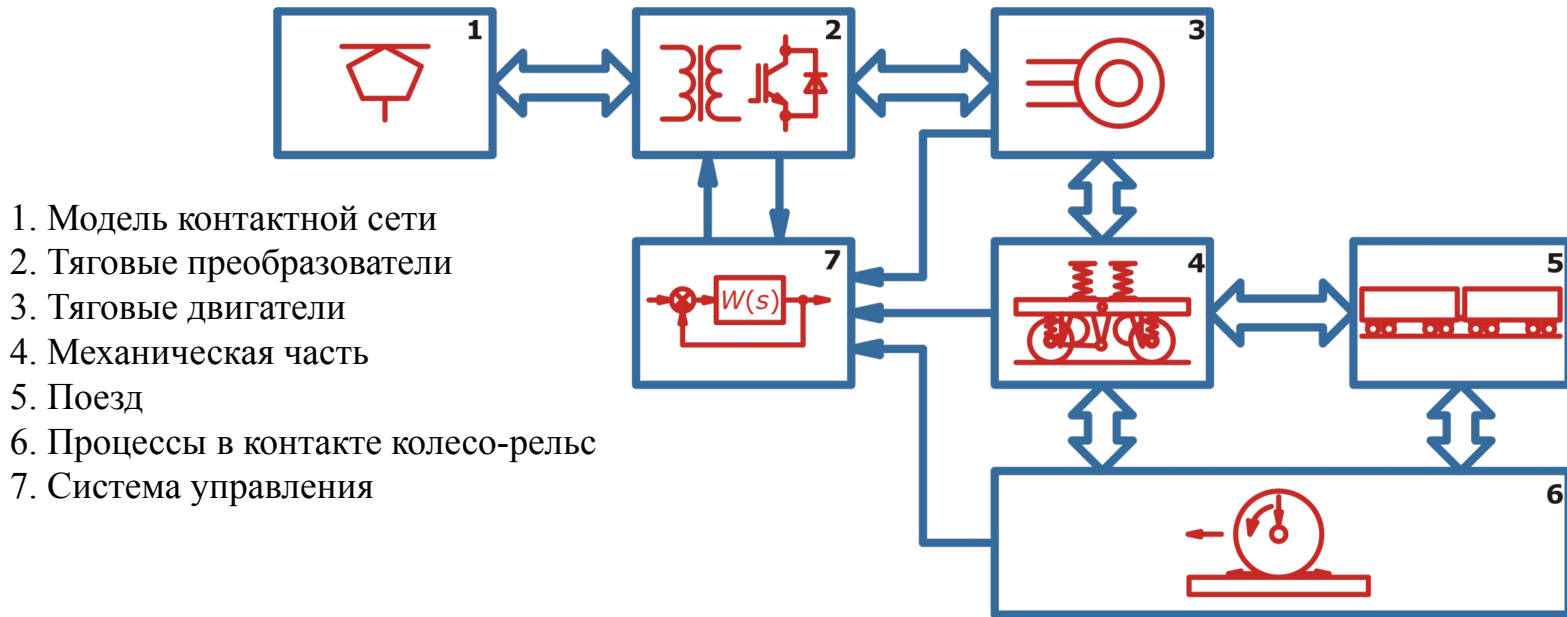 1
2
3
1. Модель контактной сети
2. Тяговые преобразователи
3. Тяговые двигатели
4. Механическая часть
5. Поезд
6. Процессы в контакте колесо-рельс
7. Система управления
7
W(s)
4
5
6